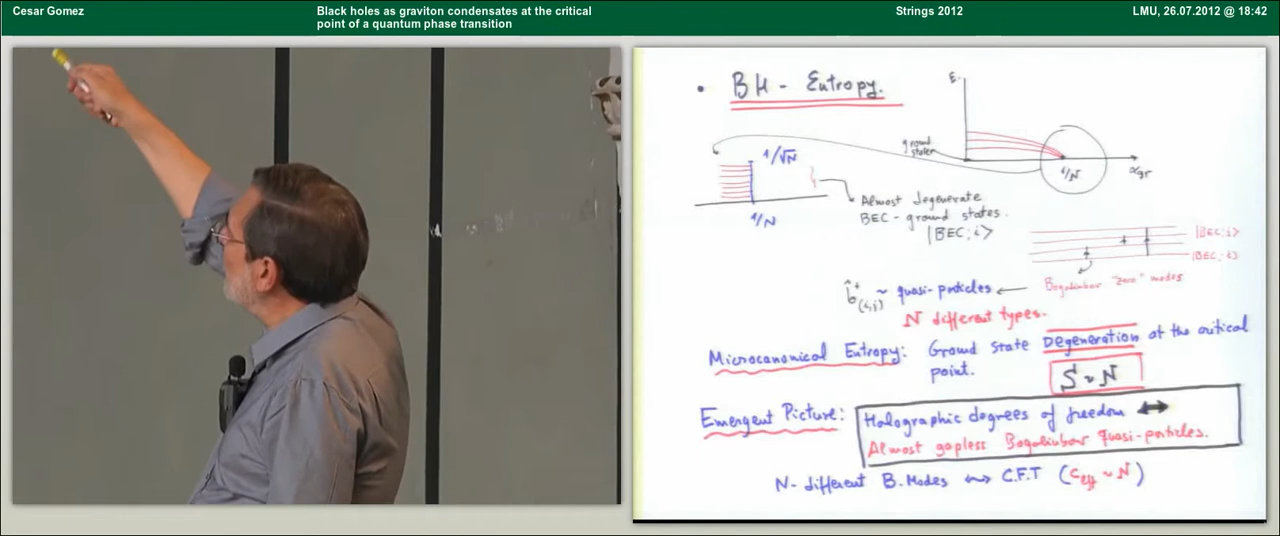 Cesar Gomez
Black holes as graviton condensates at the critical
point of a quantum phase transition
Strings 2012
LMU, 26.07.2012 @ 18:42
• BH - Entropy.
E.
ground
states
1/N
αgr
1/√N
1/N
Almost degenerate
BEC - ground states.
|BEC; i>
|BEC; i>
|BEC; i>
Bogoliubov "zero" modes
b̂⁺(i,j) ~ quasi-particles ←
N different types.
Microcanonical Entropy: Ground state Degeneration at the critical
point.
S ~ N
Emergent Picture: Holographic degrees of freedom ↔
Almost gapless Bogoliubov quasi-particles.
N-different B. Modes ↔ C.F.T (Ceff ~ N)